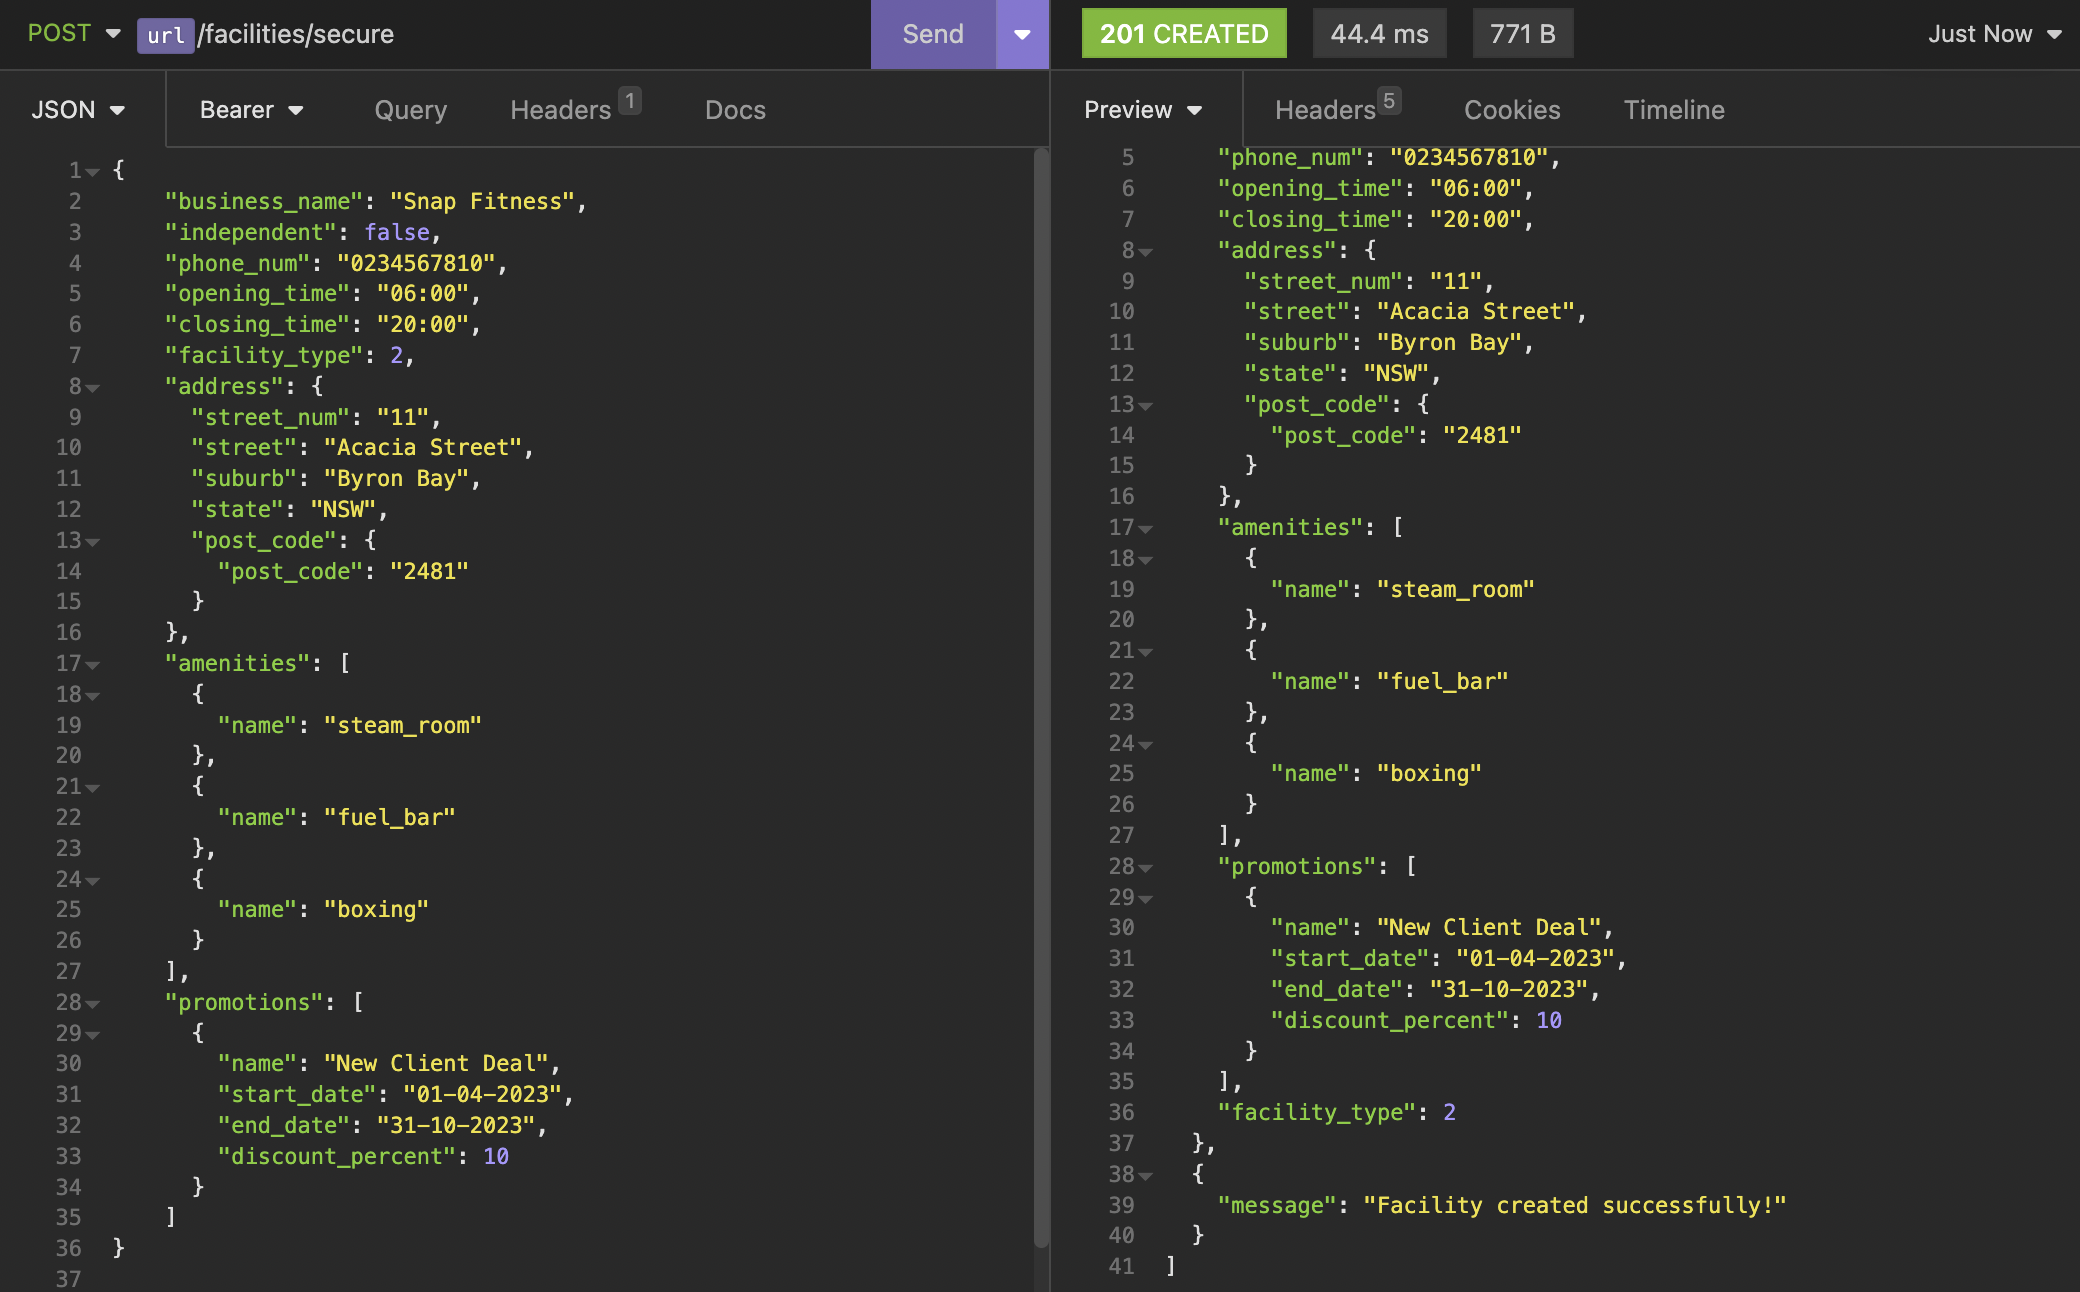 POST url/facilities/secure Send
201 CREATED 44.4 ms 771 B Just Now
JSON Bearer Query Headers 1 Docs
Preview Headers 5 Cookies Timeline
1 {
2 "business_name": "Snap Fitness",
3 "independent": false,
4 "phone_num": "0234567810",
5 "opening_time": "06:00",
6 "closing_time": "20:00",
7 "facility_type": 2,
8 "address": {
9 "street_num": "11",
10 "street": "Acacia Street",
11 "suburb": "Byron Bay",
12 "state": "NSW",
13 "post_code": {
14 "post_code": "2481"
15 }
16 },
17 "amenities": [
18 {
19 "name": "steam_room"
20 },
21 {
22 "name": "fuel_bar"
23 },
24 {
25 "name": "boxing"
26 }
27 ],
28 "promotions": [
29 {
30 "name": "New Client Deal",
31 "start_date": "01-04-2023",
32 "end_date": "31-10-2023",
33 "discount_percent": 10
34 }
35 ]
36 }
37
5 "phone_num": "0234567810",
6 "opening_time": "06:00",
7 "closing_time": "20:00",
8 "address": {
9 "street_num": "11",
10 "street": "Acacia Street",
11 "suburb": "Byron Bay",
12 "state": "NSW",
13 "post_code": {
14 "post_code": "2481"
15 }
16 },
17 "amenities": [
18 {
19 "name": "steam_room"
20 },
21 {
22 "name": "fuel_bar"
23 },
24 {
25 "name": "boxing"
26 }
27 ],
28 "promotions": [
29 {
30 "name": "New Client Deal",
31 "start_date": "01-04-2023",
32 "end_date": "31-10-2023",
33 "discount_percent": 10
34 }
35 ],
36 "facility_type": 2
37 },
38 {
39 "message": "Facility created successfully!"
40 }
41 ]